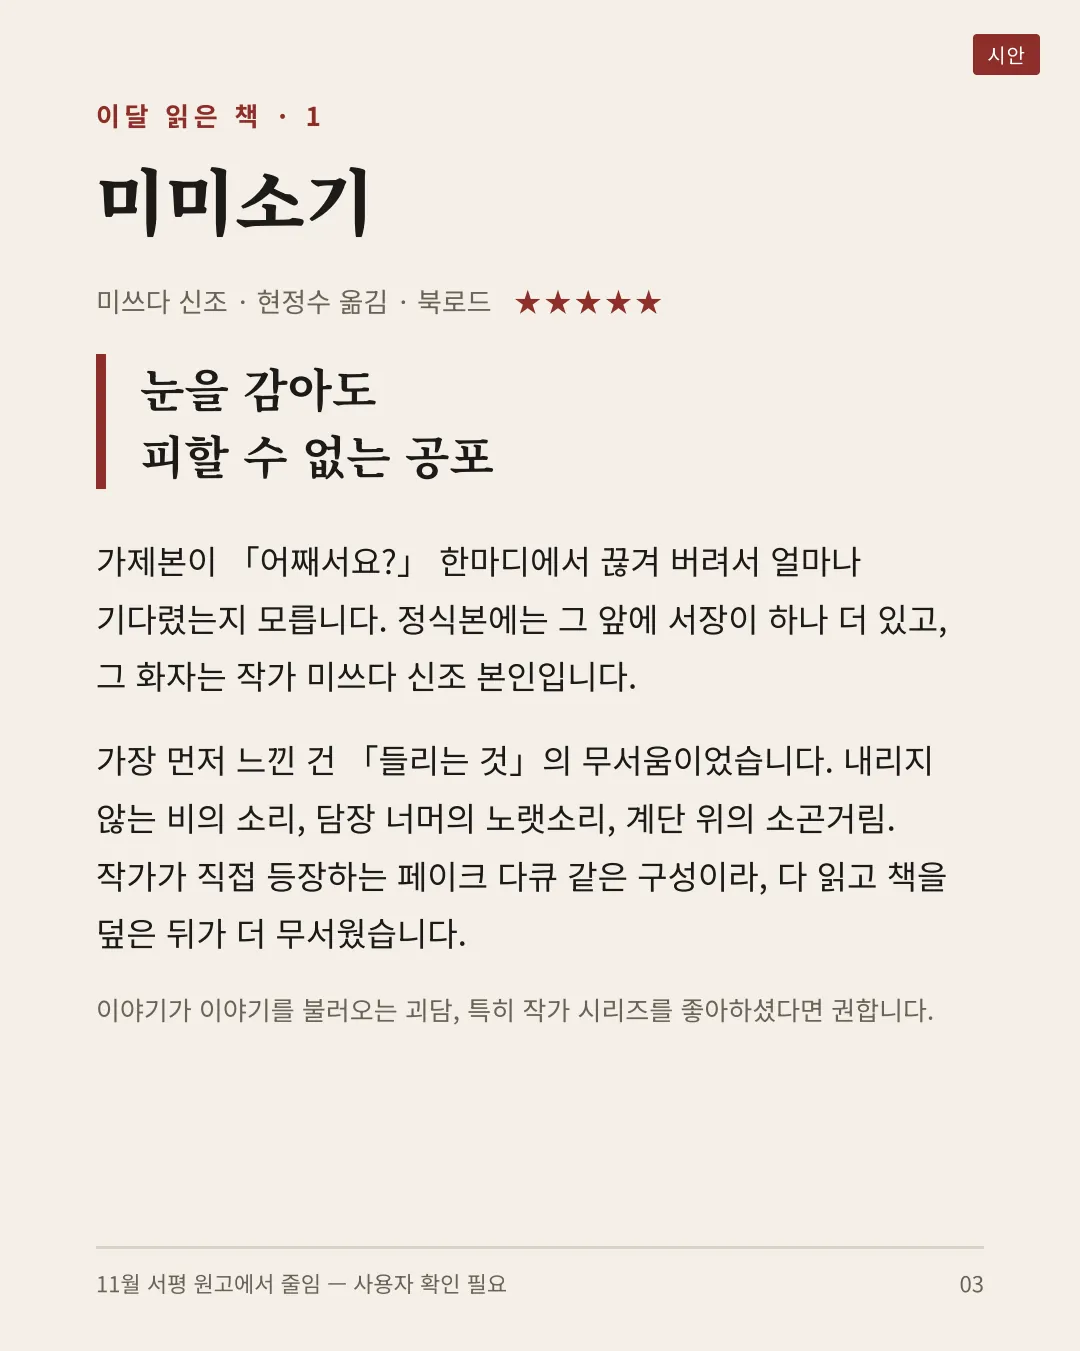 시안
이달 읽은 책 · 1
미미소기
미쓰다 신조 · 현정수 옮김 · 북로드 ★★★★★
눈을 감아도
피할 수 없는 공포
가제본이 「어째서요?」 한마디에서 끊겨 버려서 얼마나
기다렸는지 모릅니다. 정식본에는 그 앞에 서장이 하나 더 있고,
그 화자는 작가 미쓰다 신조 본인입니다.
가장 먼저 느낀 건 「들리는 것」의 무서움이었습니다. 내리지
않는 비의 소리, 담장 너머의 노랫소리, 계단 위의 소곤거림.
작가가 직접 등장하는 페이크 다큐 같은 구성이라, 다 읽고 책을
덮은 뒤가 더 무서웠습니다.
이야기가 이야기를 불러오는 괴담, 특히 작가 시리즈를 좋아하셨다면 권합니다.
11월 서평 원고에서 줄임 — 사용자 확인 필요
03